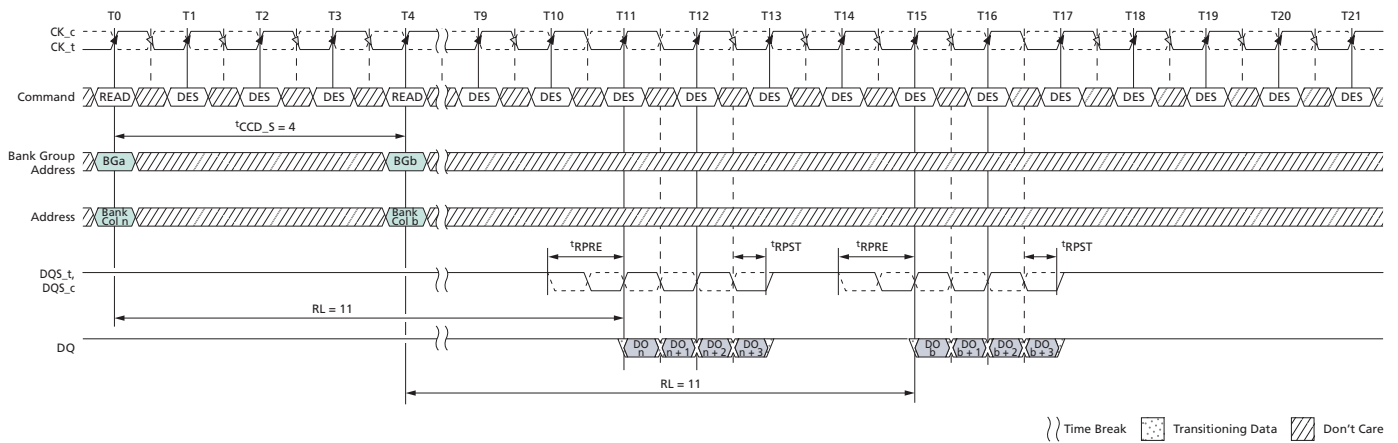 T0 T1 T2 T3 T4 T9 T10 T11 T12 T13 T14 T15 T16 T17 T18 T19 T20 T21
CK_c
CK_t
Command READ DES DES DES READ DES DES DES DES DES DES DES DES DES DES DES DES DES
tCCD_S = 4
Bank Group
Address
BGa BGb
Address
Bank
Col n
Bank
Col b
tRPRE tRPST tRPRE tRPST
DQS_t,
DQS_c
RL = 11
DQ
DO
n
DO
n + 1
DO
n + 2
DO
n + 3
DO
b
DO
b + 1
DO
b + 2
DO
b + 3
RL = 11
Time Break Transitioning Data Don't Care